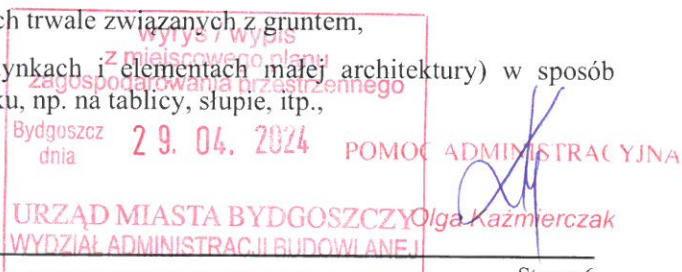 ch trwale związanych z gruntem,
wyrys / wypis
z miejscowego planu
ynkach i elementach małej architektury) w sposób
zagospodarowania przestrzennego
ku, np. na tablicy, słupie, itp.,
Bydgoszcz
dnia 29. 04. 2024
POMOC ADMINISTRACYJNA
URZĄD MIASTA BYDGOSZCZY
Olga Kaźmierczak
WYDZIAŁ ADMINISTRACJI BUDOWLANEJ